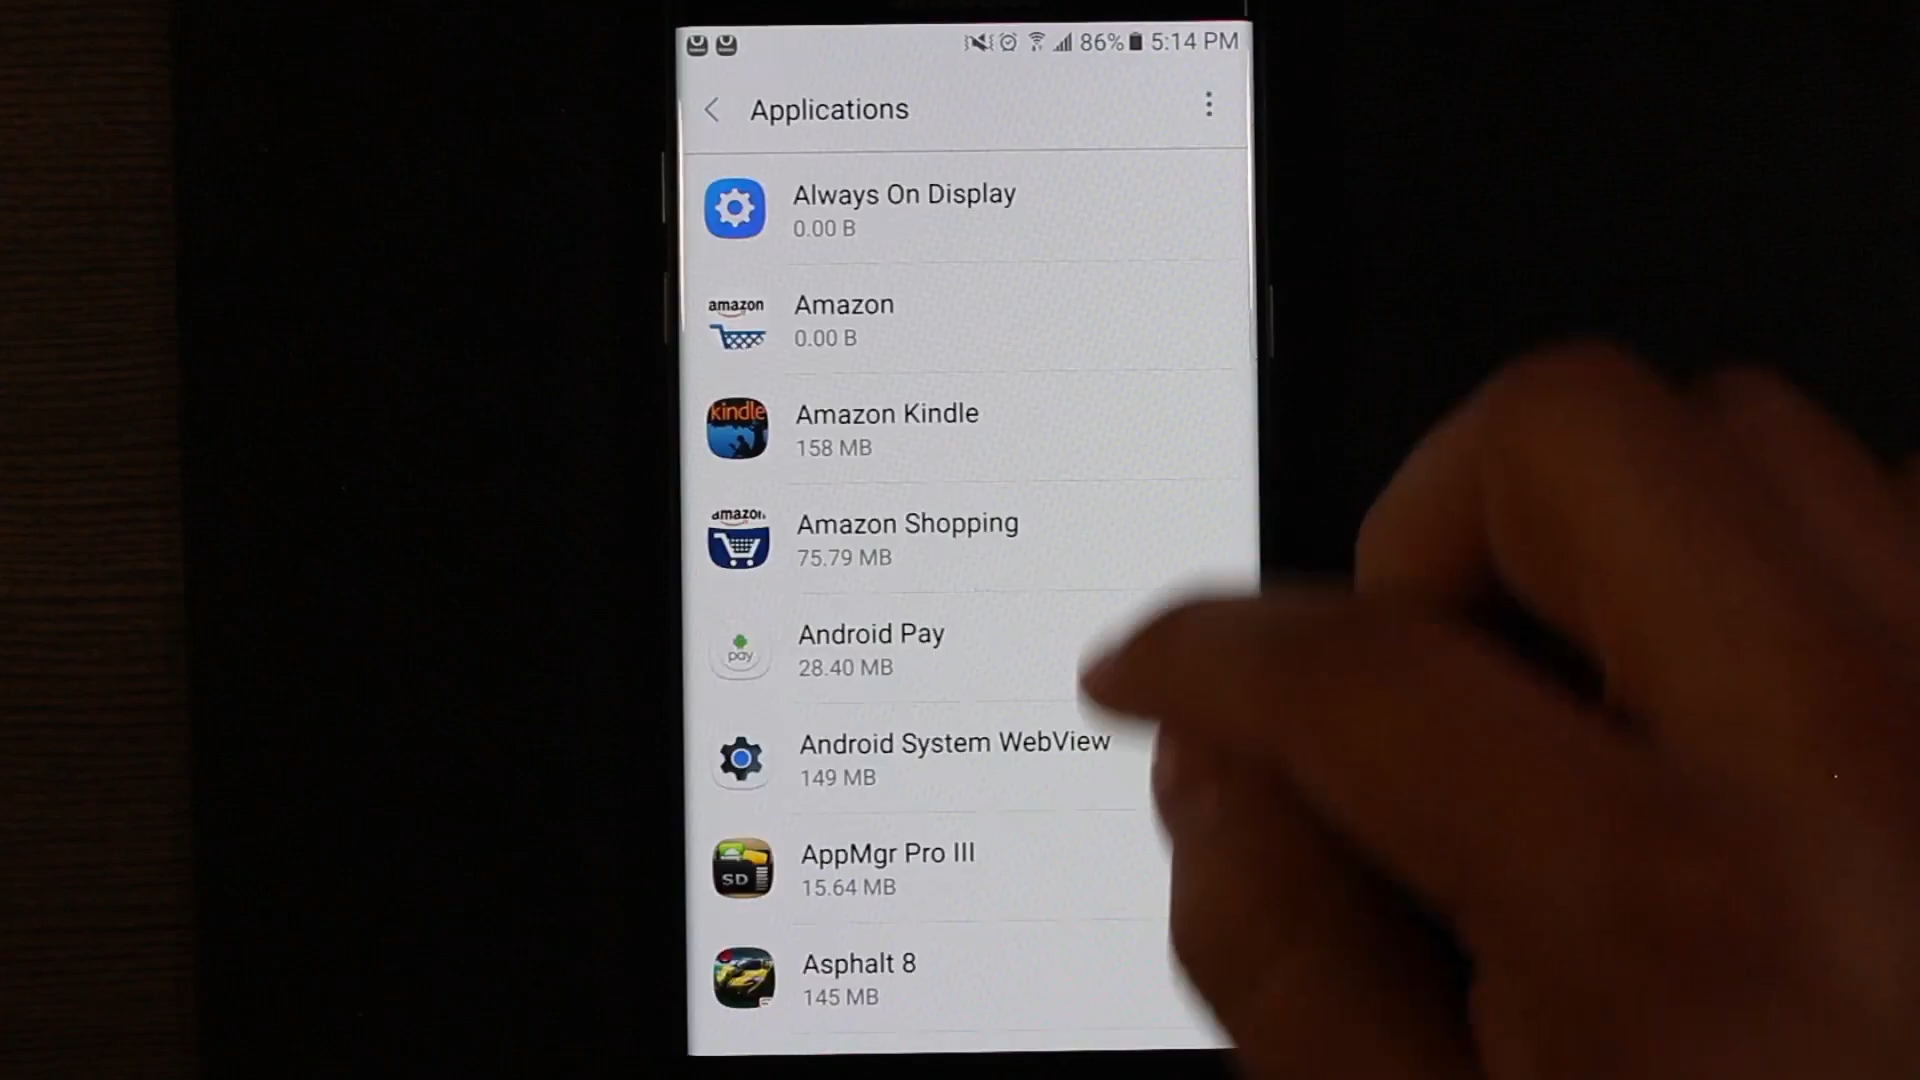 86% 5:14 PM
Applications
Always On Display
0.00 B
amazon
Amazon
0.00 B
kindle
Amazon Kindle
158 MB
amazon
Amazon Shopping
75.79 MB
Android Pay
pay
28.40 MB
Android System WebView
149 MB
AppMgr Pro III
SD
15.64 MB
Asphalt 8
145 MB